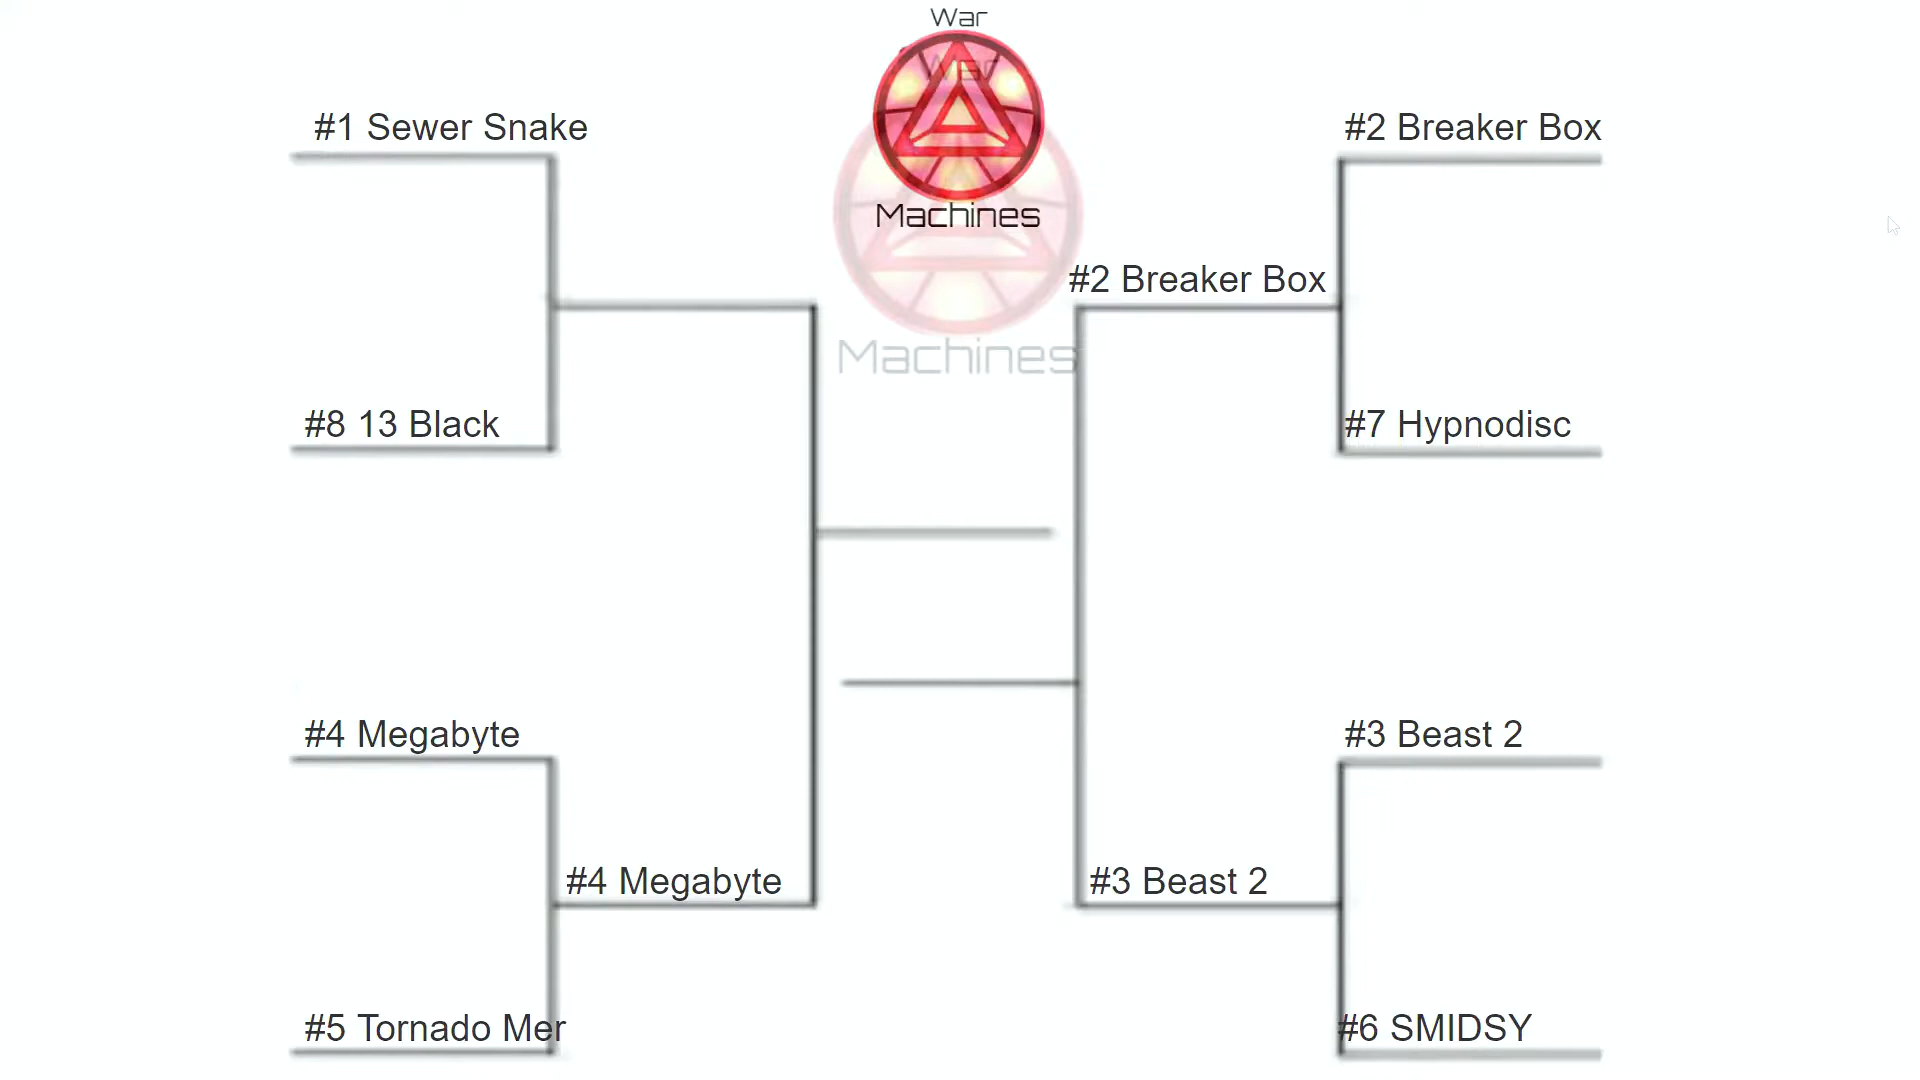 War
War
Machines
Machines
#1 Sewer Snake
#8 13 Black
#4 Megabyte
#4 Megabyte
#5 Tornado Mer
#2 Breaker Box
#2 Breaker Box
#7 Hypnodisc
#3 Beast 2
#3 Beast 2
#6 SMIDSY